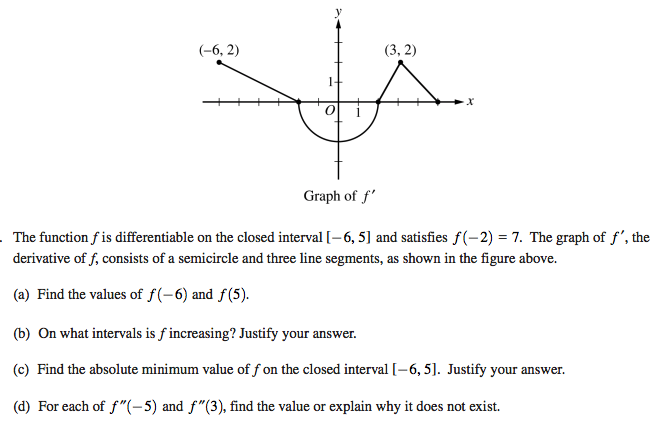 y
(−6, 2) (3, 2)
1
O 1 x
Graph of f′
. The function f is differentiable on the closed interval [−6, 5] and satisfies f(−2) = 7. The graph of f′, the
derivative of f, consists of a semicircle and three line segments, as shown in the figure above.
(a) Find the values of f(−6) and f(5).
(b) On what intervals is f increasing? Justify your answer.
(c) Find the absolute minimum value of f on the closed interval [−6, 5]. Justify your answer.
(d) For each of f″(−5) and f″(3), find the value or explain why it does not exist.